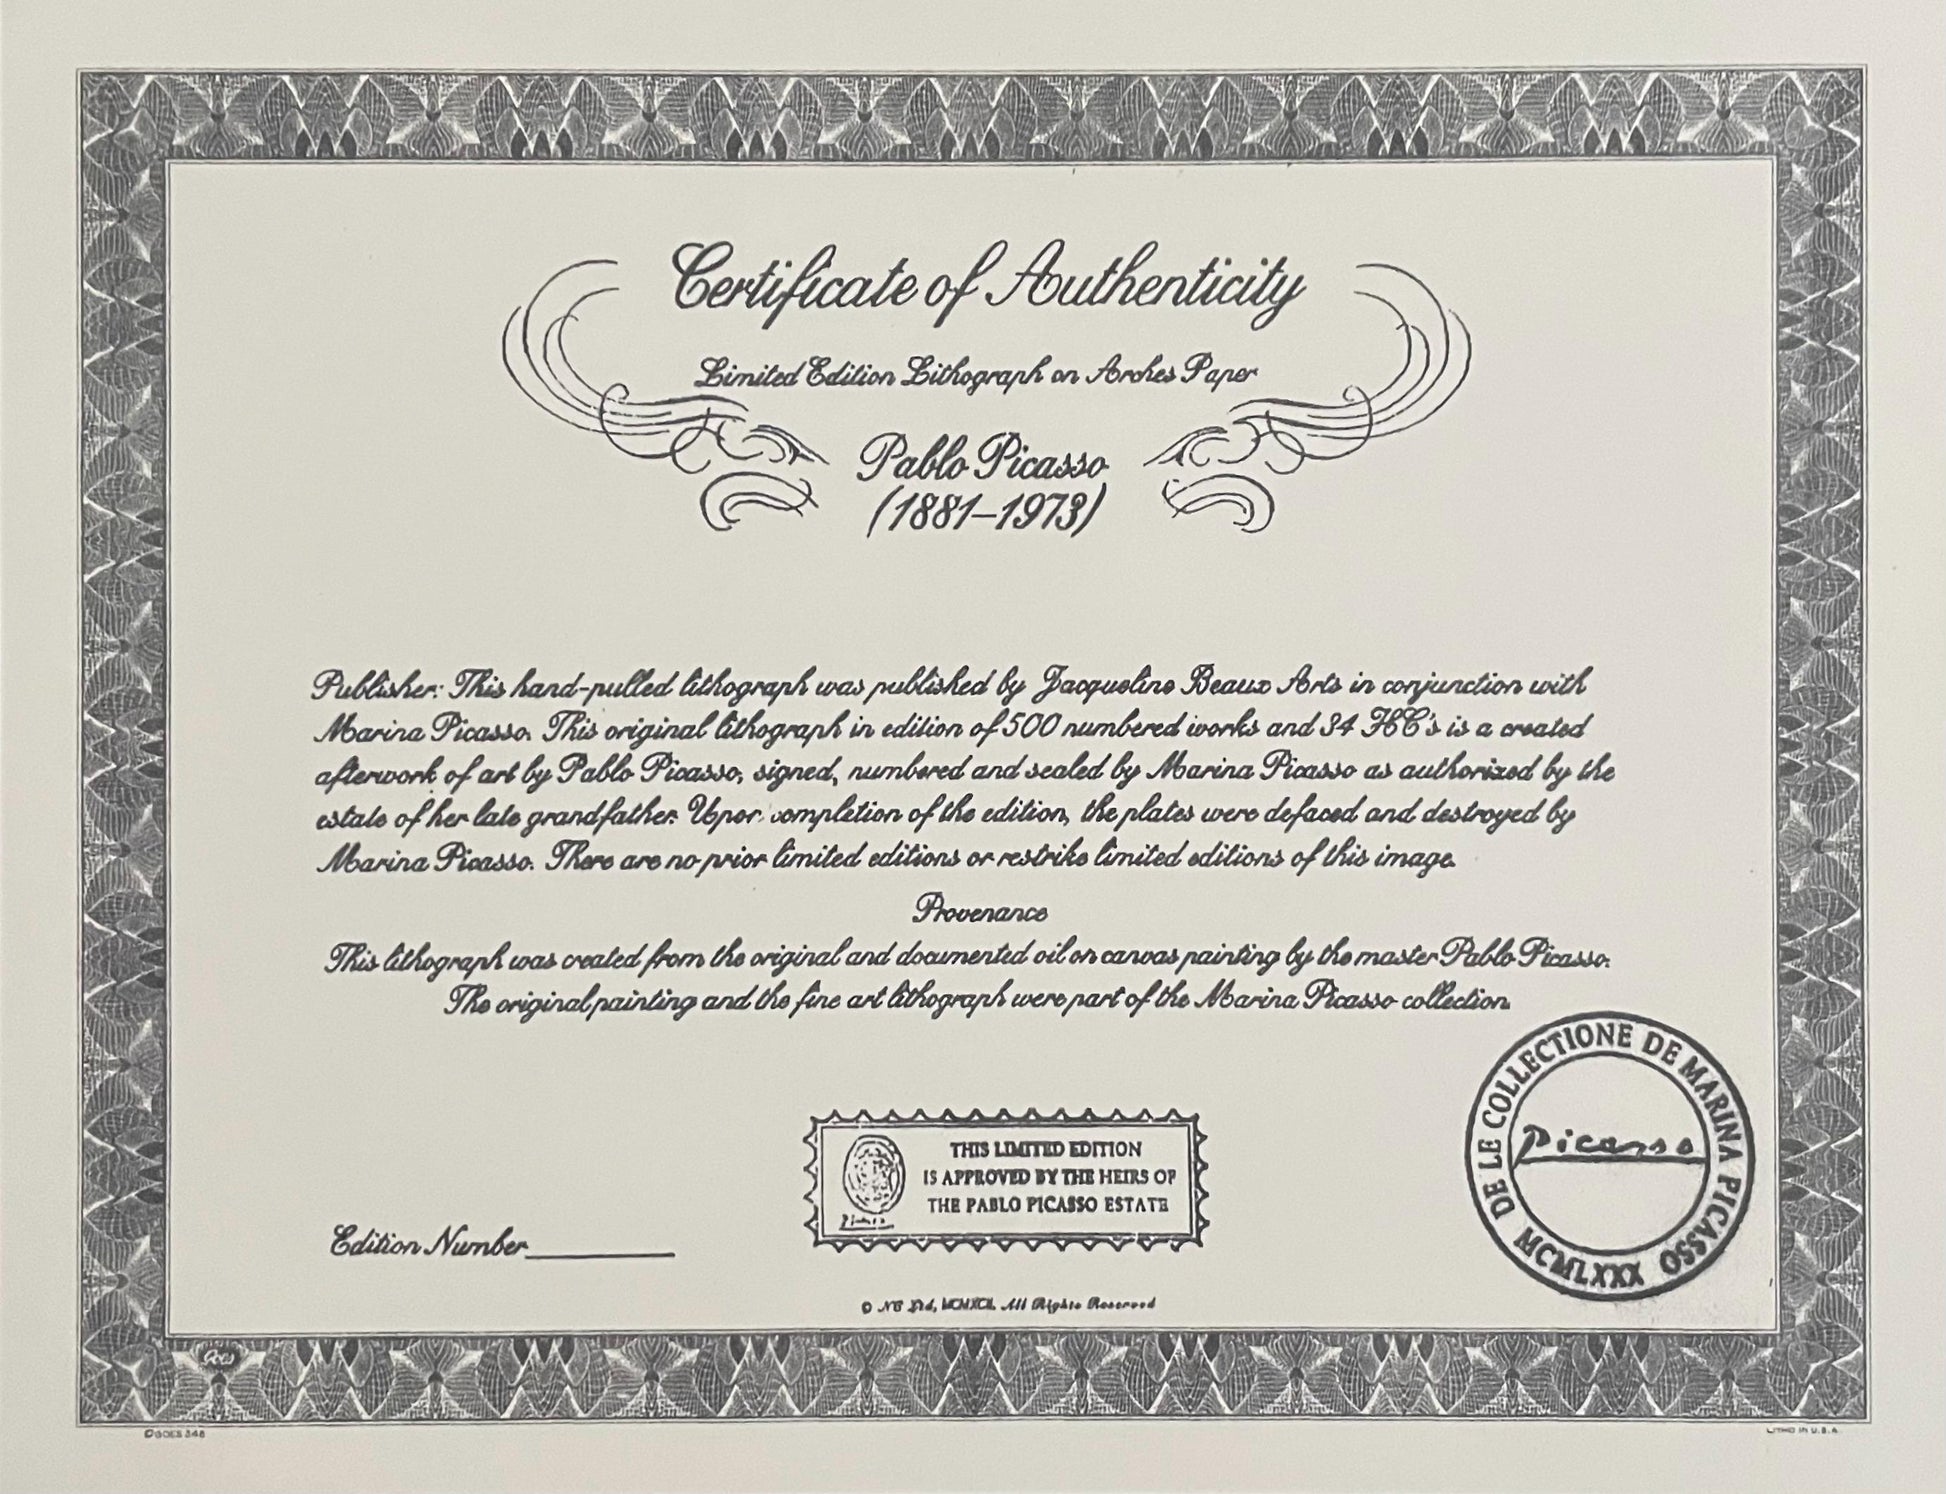 Certificate of Authenticity
Limited Edition Lithograph on Arches Paper
Pablo Picasso
(1881–1973)
Publisher: This hand-pulled lithograph was published by Jacqueline Beaux Arts in conjunction with
Marina Picasso. This original lithograph in edition of 500 numbered works and 34 HC's is a created
afterwork of art by Pablo Picasso, signed, numbered and sealed by Marina Picasso as authorized by the
estate of her late grandfather. Upon completion of the edition, the plates were defaced and destroyed by
Marina Picasso. There are no prior limited editions or restrike limited editions of this image.
Provenance
This lithograph was created from the original and documented oil on canvas painting by the master Pablo Picasso.
The original painting and the fine art lithograph were part of the Marina Picasso collection.
DE LE COLLECTIONE DE MARINA PICASSO
Picasso
MCMLXXX
THIS LIMITED EDITION
IS APPROVED BY THE HEIRS OF
THE PABLO PICASSO ESTATE
Picasso
Edition Number
© NB Ltd, MCMXCII, All Rights Reserved
Goes
©GOES 348
LITHO IN U.S.A.